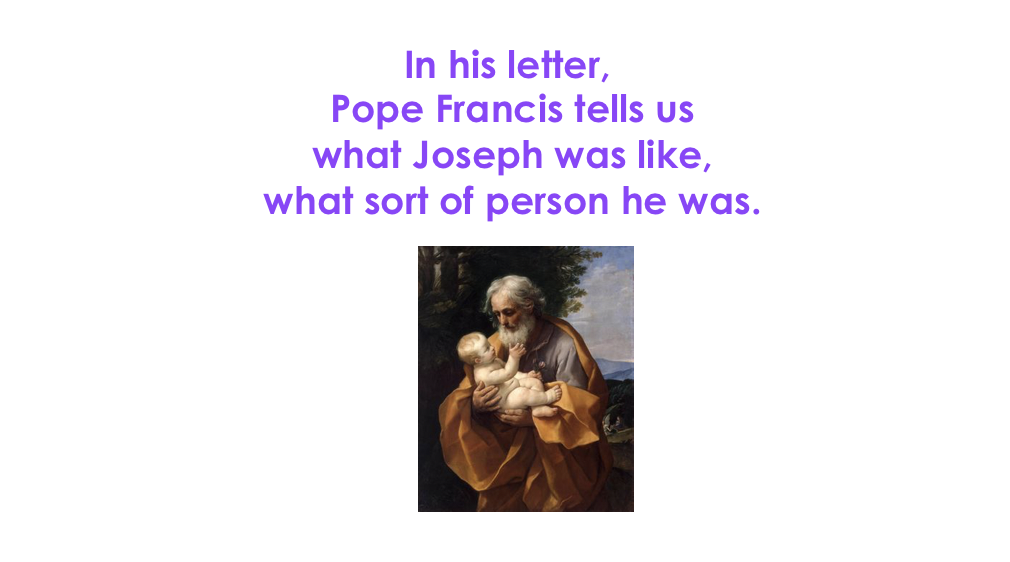 In his letter,
Pope Francis tells us
what Joseph was like,
what sort of person he was.